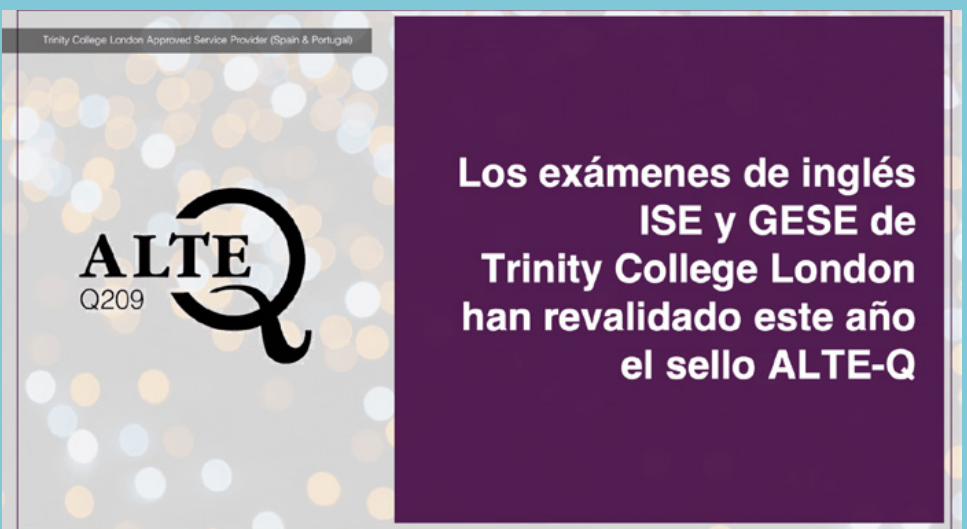 Trinity College London Approved Service Provider (Spain & Portugal)
ALTE
Q209
Los exámenes de inglés
ISE y GESE de
Trinity College London
han revalidado este año
el sello ALTE-Q